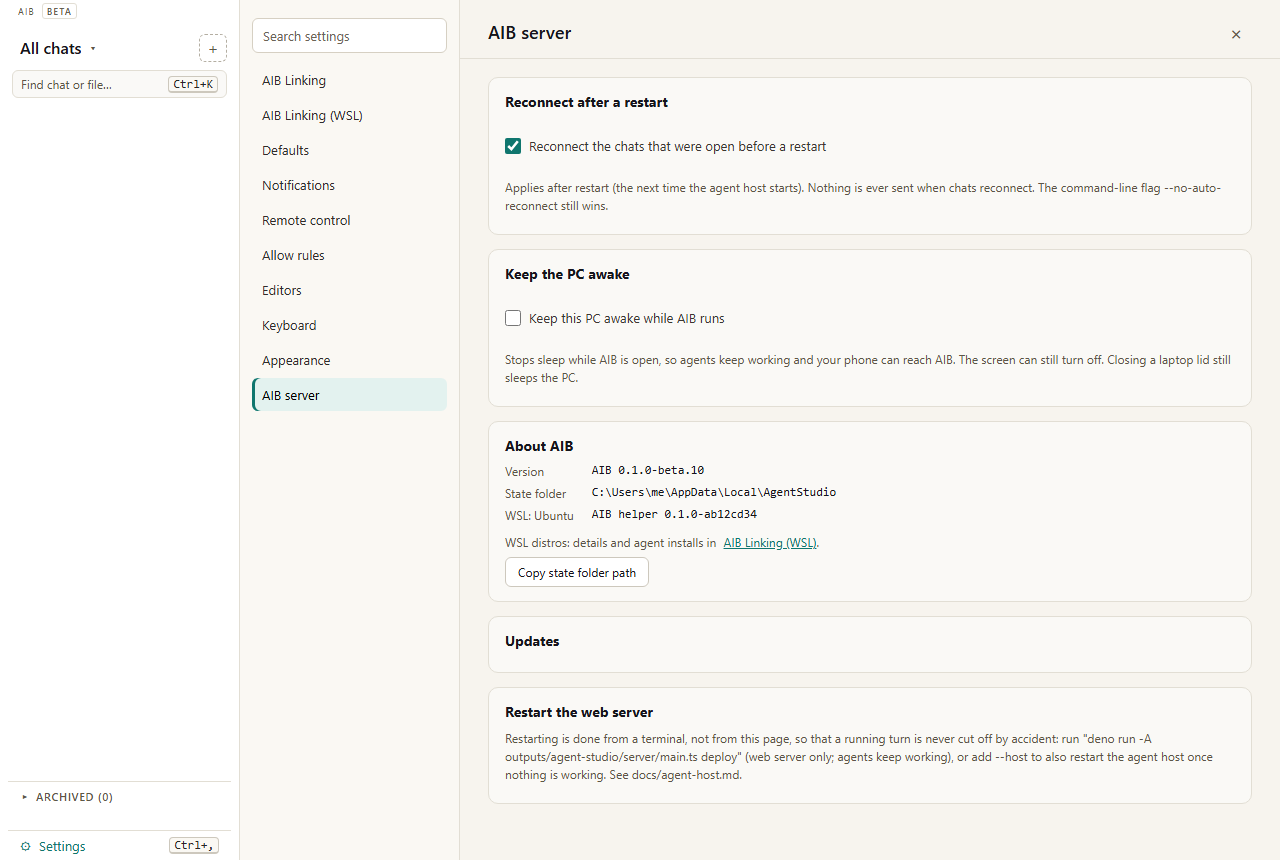 AIB BETA
All chats
+
Find chat or file... Ctrl+K
ARCHIVED (0)
Settings Ctrl+,
Search settings
AIB Linking
AIB Linking (WSL)
Defaults
Notifications
Remote control
Allow rules
Editors
Keyboard
Appearance
AIB server
AIB server
×
Reconnect after a restart
Reconnect the chats that were open before a restart
Applies after restart (the next time the agent host starts). Nothing is ever sent when chats reconnect. The command-line flag --no-auto-
reconnect still wins.
Keep the PC awake
Keep this PC awake while AIB runs
Stops sleep while AIB is open, so agents keep working and your phone can reach AIB. The screen can still turn off. Closing a laptop lid still
sleeps the PC.
About AIB
Version AIB 0.1.0-beta.10
State folder C:\Users\me\AppData\Local\AgentStudio
WSL: Ubuntu AIB helper 0.1.0-ab12cd34
WSL distros: details and agent installs in AIB Linking (WSL).
Copy state folder path
Updates
Restart the web server
Restarting is done from a terminal, not from this page, so that a running turn is never cut off by accident: run "deno run -A
outputs/agent-studio/server/main.ts deploy" (web server only; agents keep working), or add --host to also restart the agent host once
nothing is working. See docs/agent-host.md.